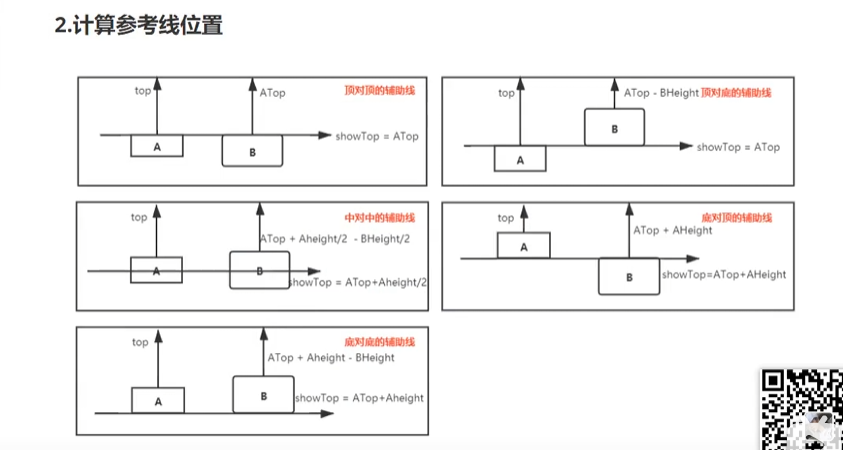 2.计算参考线位置
top
ATop
顶对顶的辅助线
showTop = ATop
A
B
top
ATop - BHeight
顶对底的辅助线
showTop = ATop
A
B
top
中对中的辅助线
ATop + Aheight/2 - BHeight/2
A
B
showTop = ATop+Aheight/2
top
底对顶的辅助线
ATop + AHeight
A
B
showTop=ATop+AHeight
top
底对底的辅助线
ATop + Aheight - BHeight
A
B
showTop = ATop+Aheight